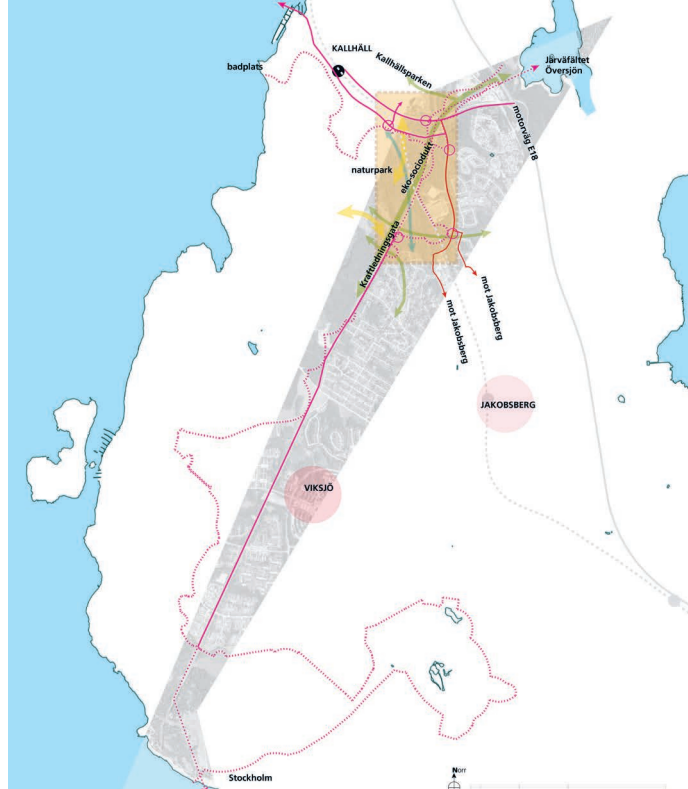 KALLHÄLL
badplats
Kallhällsparken
Järvafältet
Översjön
motorväg E18
naturpark
eko-sociodukt
Kraftledningsgata
mot Jakobsberg
mot Jakobsberg
JAKOBSBERG
VIKSJÖ
Stockholm
Norr